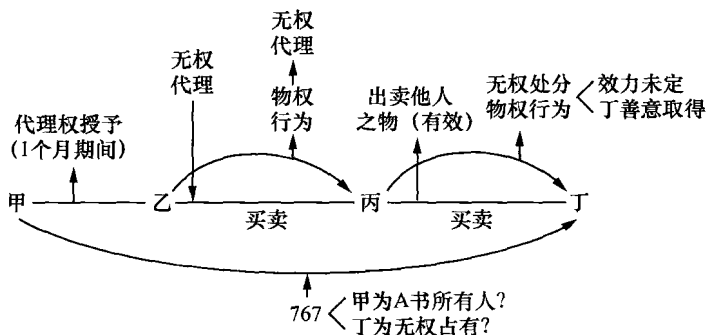 无权
代理
无权
代理
物权
行为
出卖他人
之物（有效）
无权处分
物权行为
效力未定
丁善意取得
代理权授予
(1个月期间)
甲
乙
丙
丁
买卖
买卖
767
甲为A书所有人?
丁为无权占有?